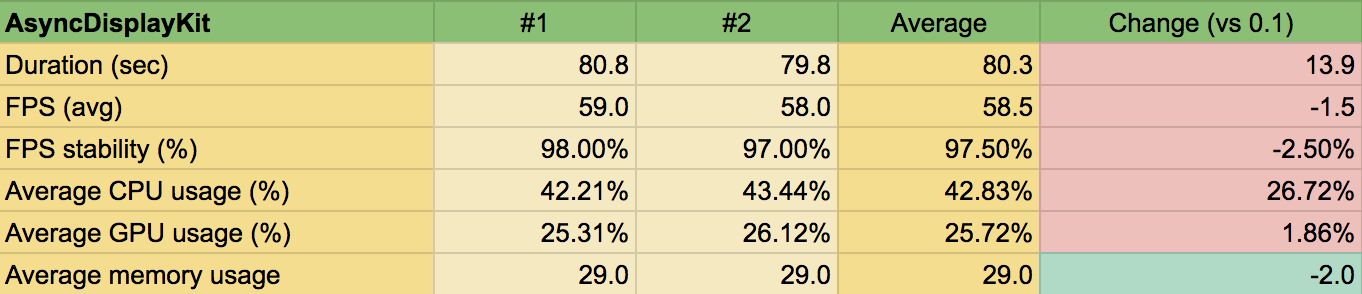 AsyncDisplayKit #1 #2 Average Change (vs 0.1)
Duration (sec) 80.8 79.8 80.3 13.9
FPS (avg) 59.0 58.0 58.5 -1.5
FPS stability (%) 98.00% 97.00% 97.50% -2.50%
Average CPU usage (%) 42.21% 43.44% 42.83% 26.72%
Average GPU usage (%) 25.31% 26.12% 25.72% 1.86%
Average memory usage 29.0 29.0 29.0 -2.0